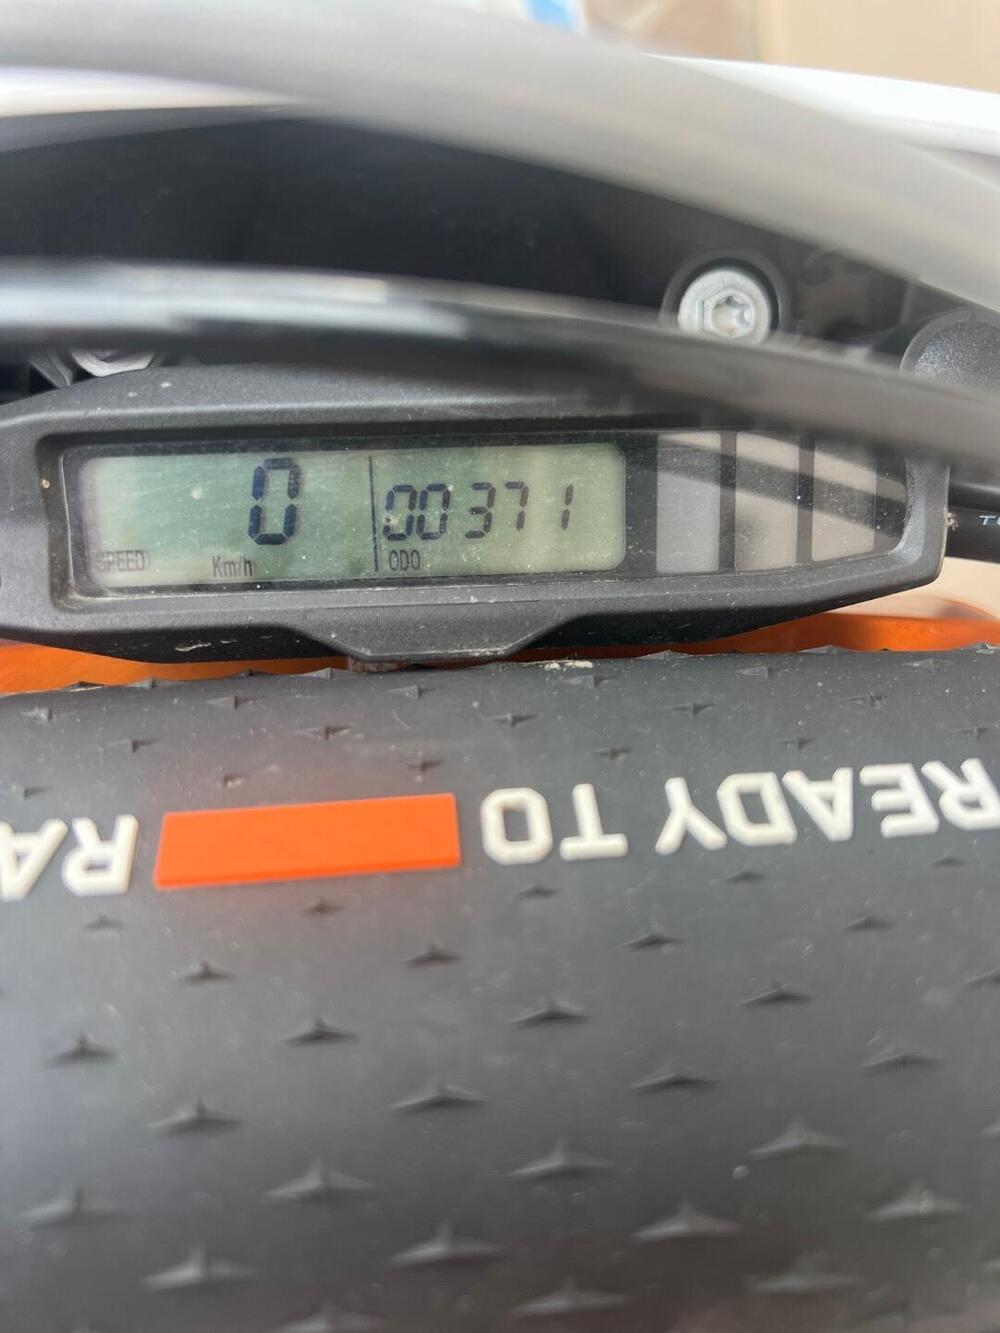 0 00371
SPEED Km/h ODO
READY TO RA